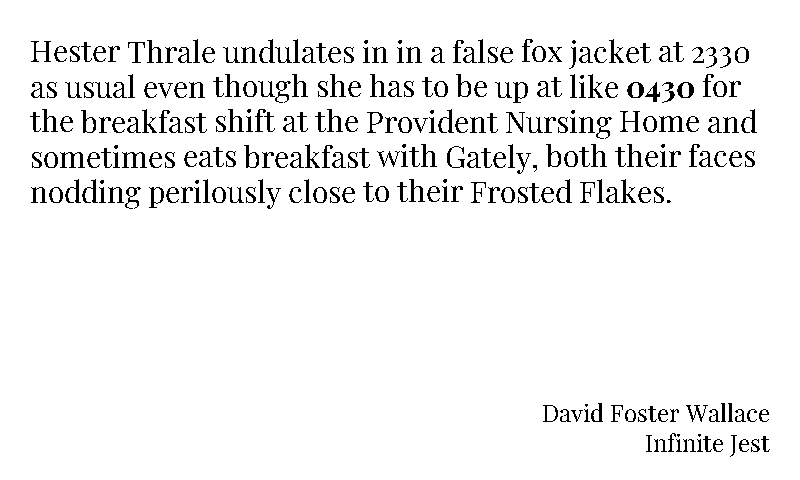 Hester Thrale undulates in in a false fox jacket at 2330
as usual even though she has to be up at like 0430 for
the breakfast shift at the Provident Nursing Home and
sometimes eats breakfast with Gately, both their faces
nodding perilously close to their Frosted Flakes.
David Foster Wallace
Infinite Jest